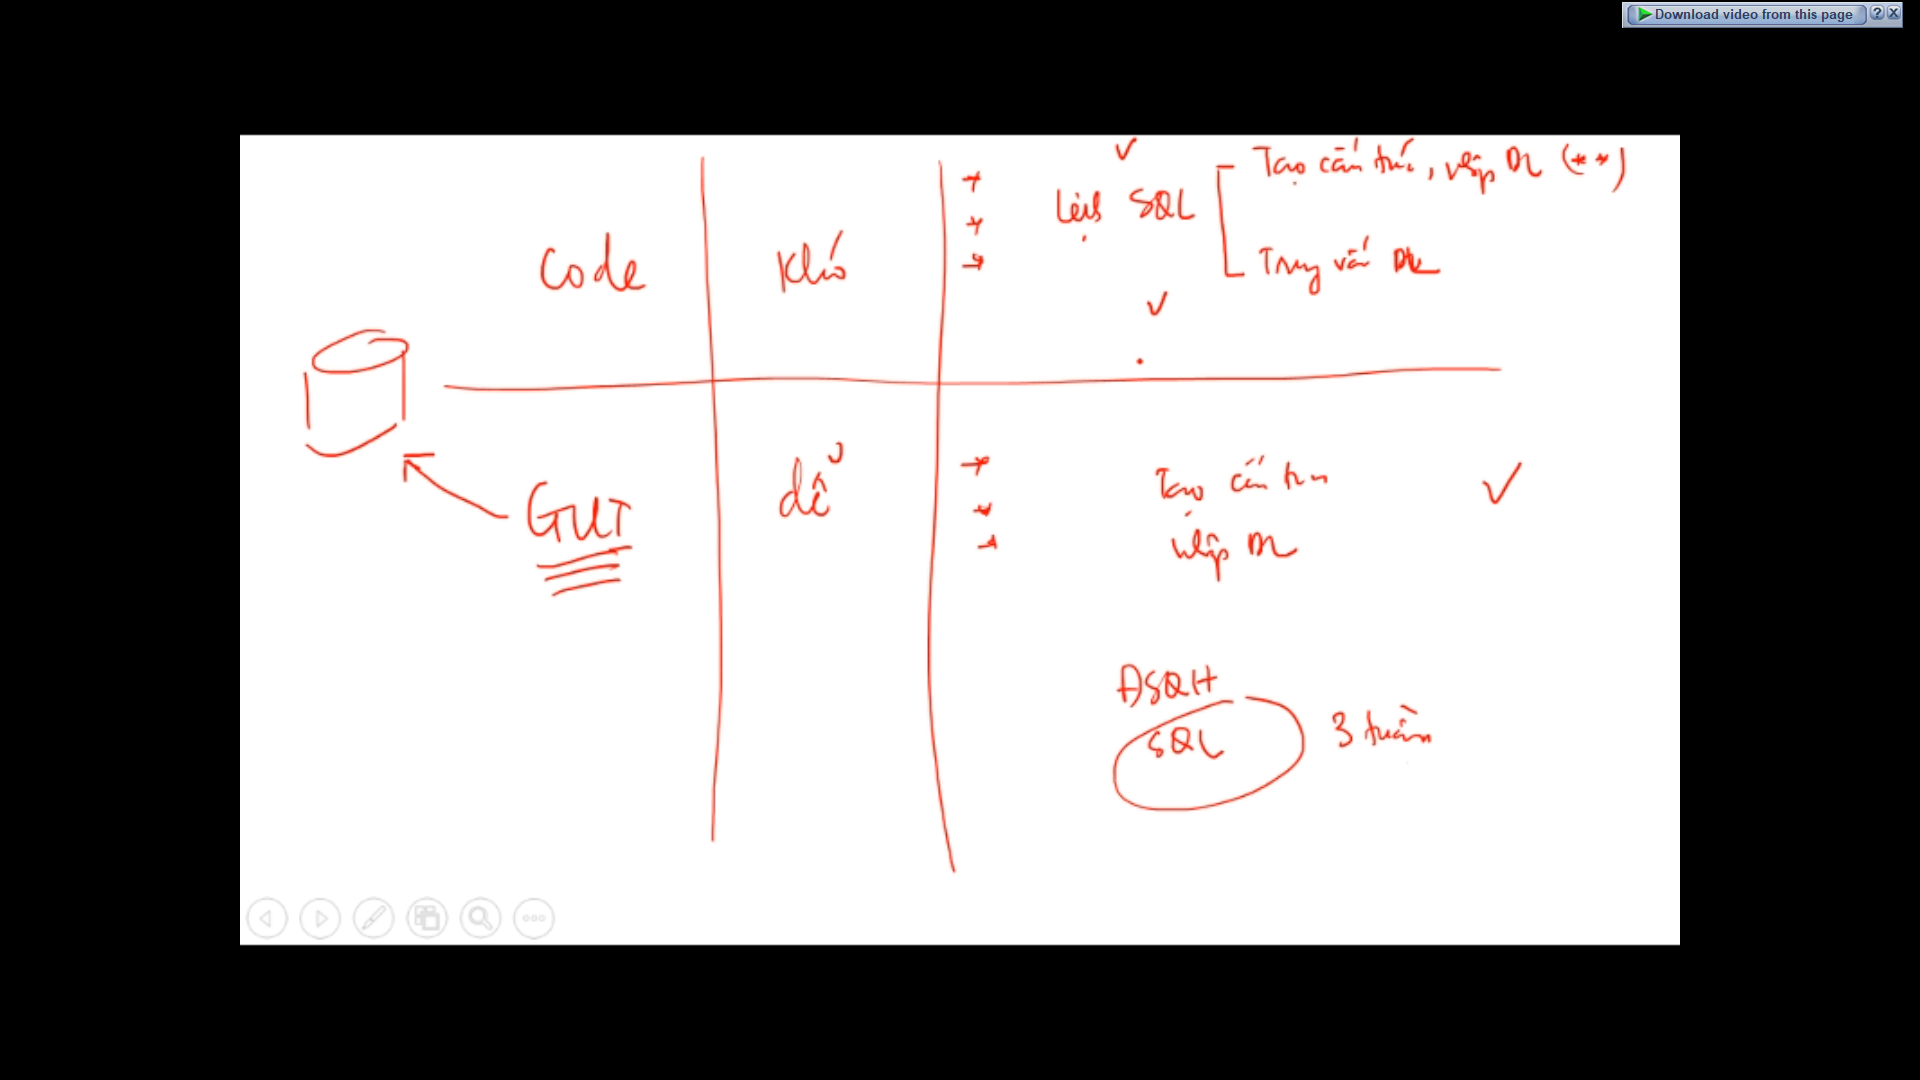 Download video from this page
Tạo cấu trúc, nhập DL (**)
Lệnh SQL
Code
Khó
Truy vấn DL
GUI
dễ
Tạo cấu trúc
nhập DL
ĐSQH
SQL
3 tuần